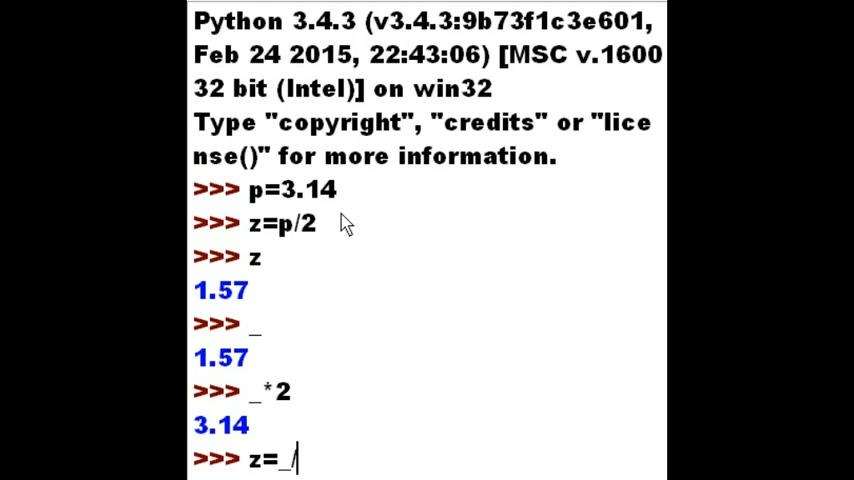 Python 3.4.3 (v3.4.3:9b73f1c3e601,
Feb 24 2015, 22:43:06) [MSC v.1600
32 bit (Intel)] on win32
Type "copyright", "credits" or "lice
nse()" for more information.
>>> p=3.14
>>> z=p/2
>>> z
1.57
>>> _
1.57
>>> _*2
3.14
>>> z=_/